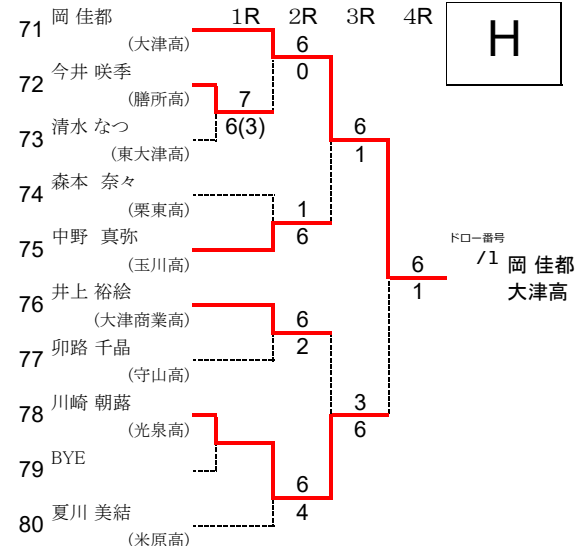 1R 2R 3R 4R
H
71 岡 佳都
(大津高)
6
0
72 今井 咲季
(膳所高)
7
6(3)
73 清水 なつ
(東大津高)
6
1
74 森本 奈々
(栗東高)
1
6
75 中野 真弥
(玉川高)
ドロー番号
6
1
/1 岡 佳都
大津高
76 井上 裕絵
(大津商業高)
6
2
77 卯路 千晶
(守山高)
78 川崎 朝蕗
(光泉高)
3
6
79 BYE
6
4
80 夏川 美結
(米原高)